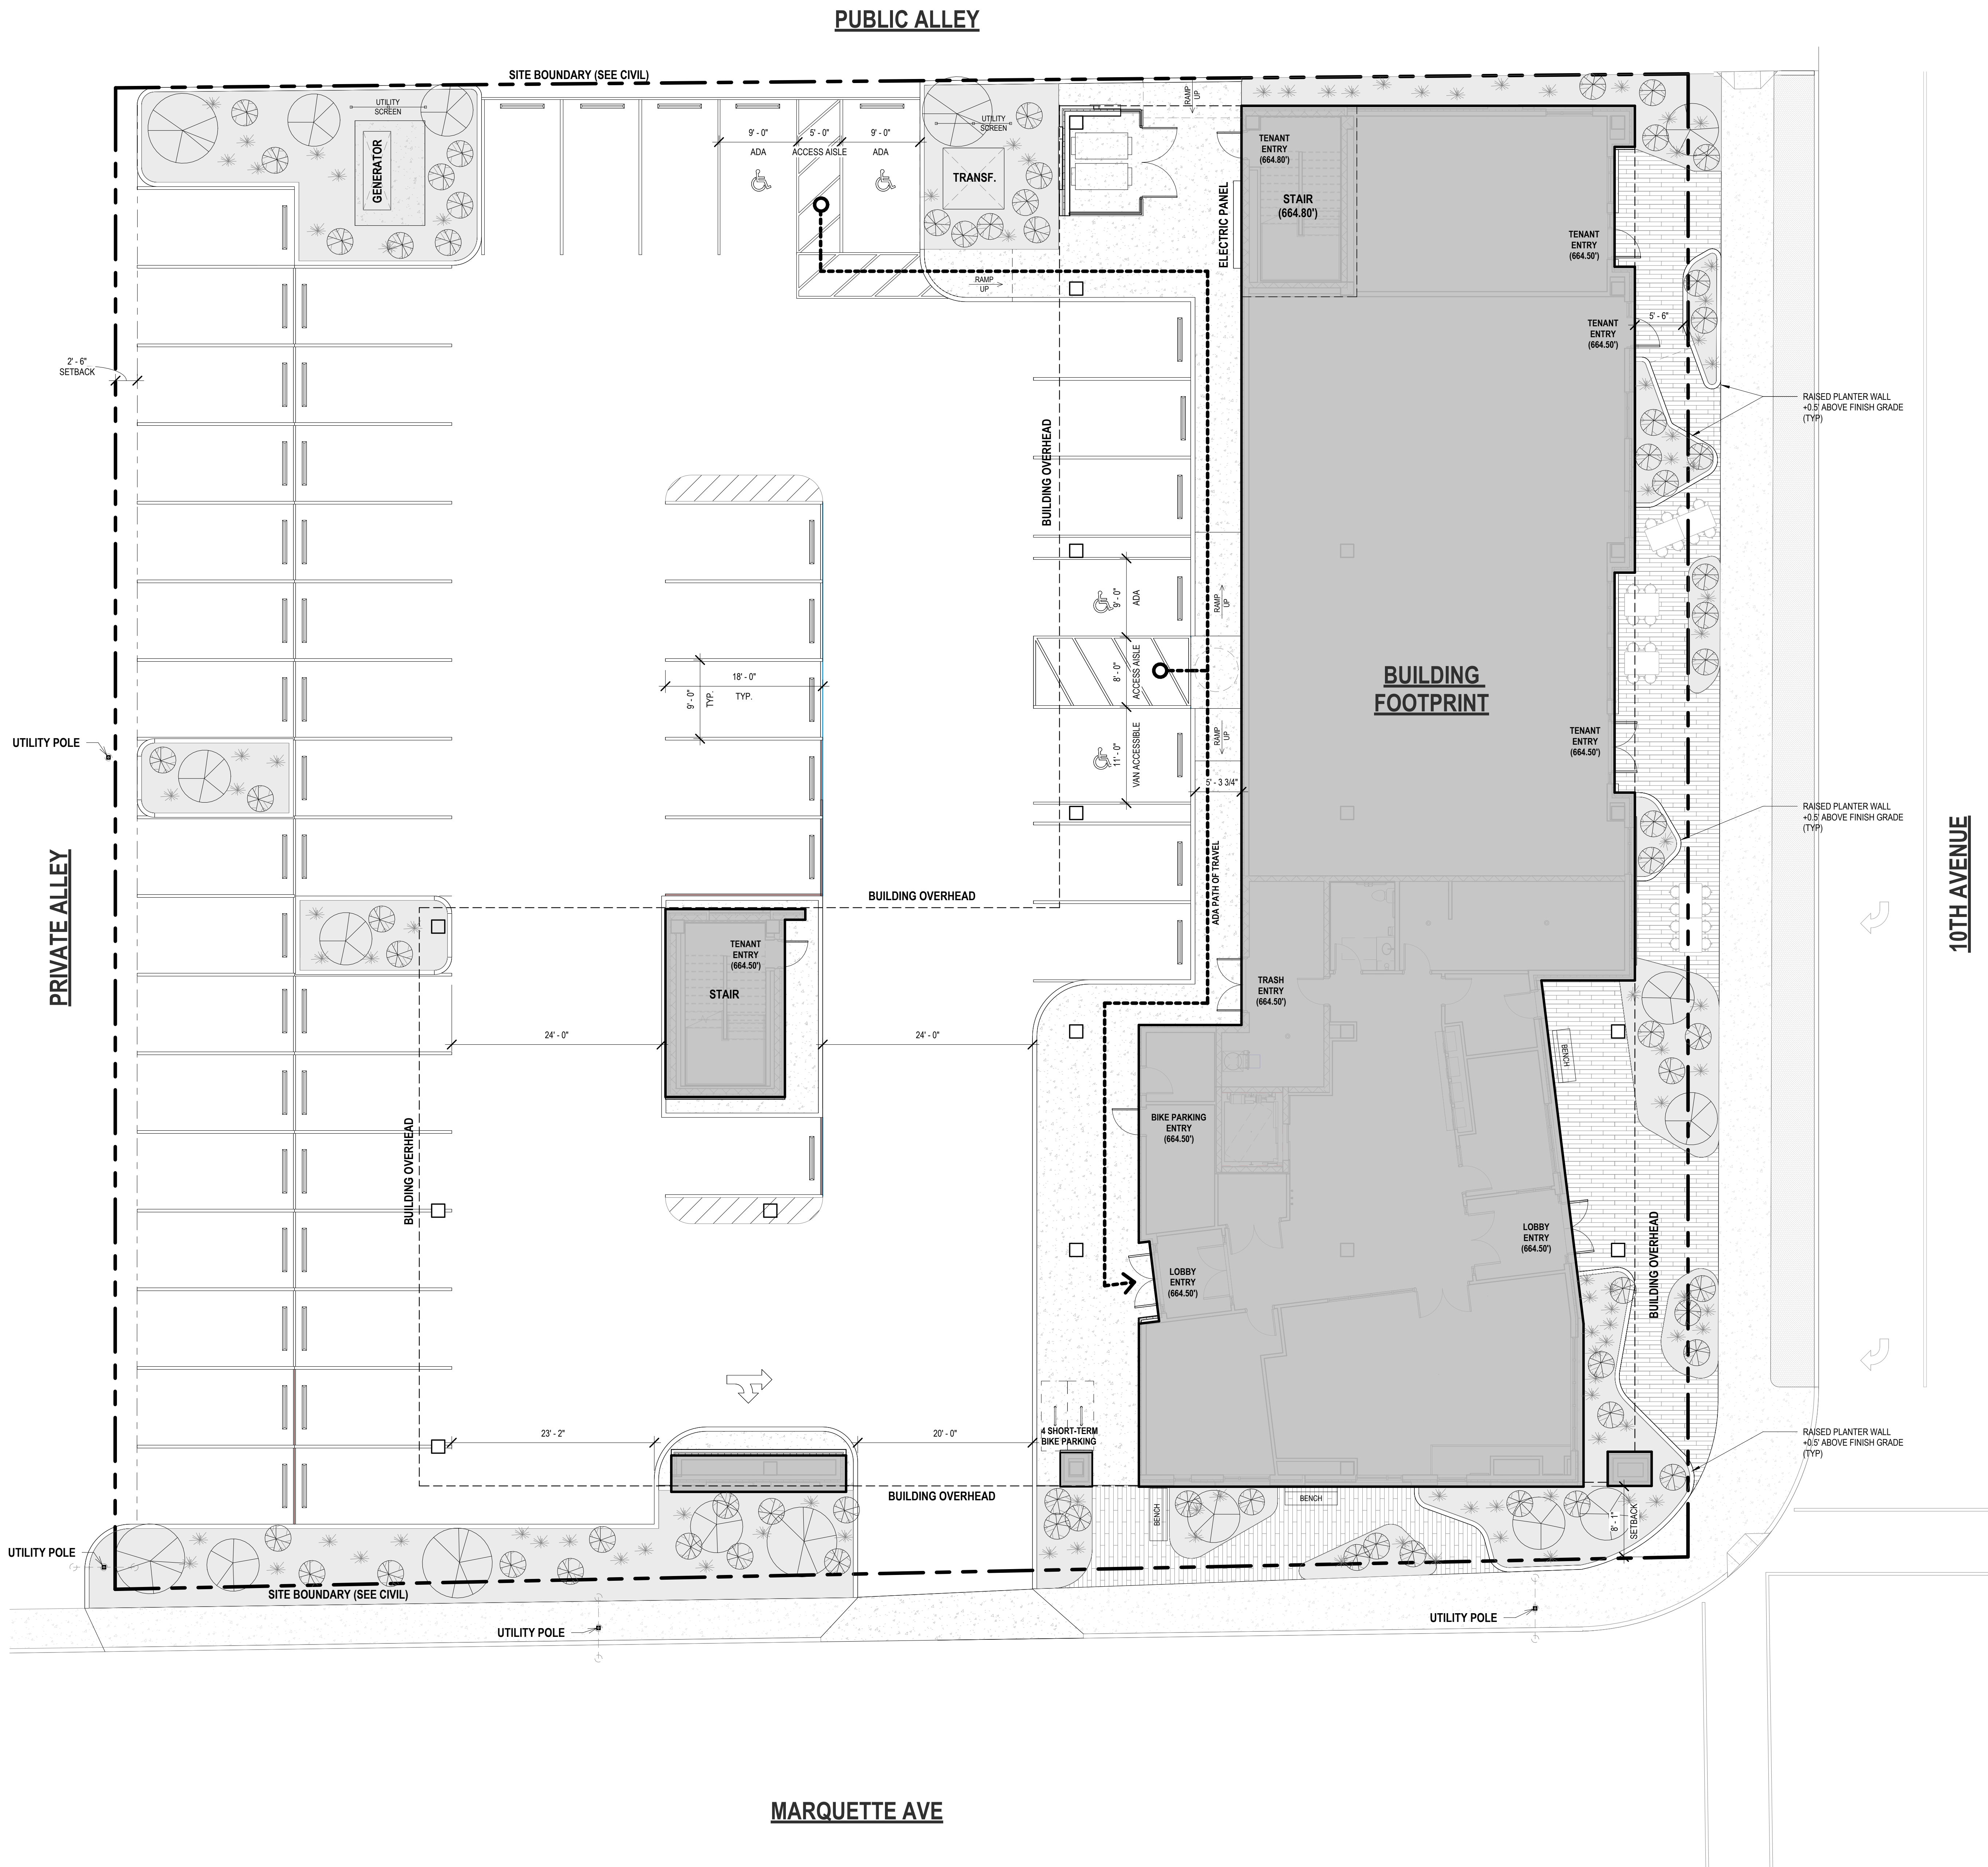 PUBLIC ALLEY
SITE BOUNDARY (SEE CIVIL)
UTILITY
SCREEN
GENERATOR
9' - 0"
ADA
5' - 0"
ACCESS AISLE
9' - 0"
ADA
UTILITY
SCREEN
TRANSF.
RAMP
UP
RAMP
UP
ELECTRIC PANEL
TENANT
ENTRY
(664.80')
STAIR
(664.80')
TENANT
ENTRY
(664.50')
TENANT
ENTRY
(664.50')
5' - 6"
2' - 6"
SETBACK
RAISED PLANTER WALL
+0.5' ABOVE FINISH GRADE
(TYP)
BUILDING OVERHEAD
9' - 0"
ADA
RAMP
UP
8' - 0"
ACCESS AISLE
18' - 0"
TYP.
9' - 0"
TYP.
BUILDING
FOOTPRINT
UTILITY POLE
11' - 0"
VAN ACCESSIBLE
RAMP
UP
5' - 3 3/4"
TENANT
ENTRY
(664.50')
RAISED PLANTER WALL
+0.5' ABOVE FINISH GRADE
(TYP)
PRIVATE ALLEY
10TH AVENUE
ADA PATH OF TRAVEL
BUILDING OVERHEAD
TENANT
ENTRY
(664.50')
STAIR
TRASH
ENTRY
(664.50')
24' - 0"
24' - 0"
BENCH
BUILDING OVERHEAD
BIKE PARKING
ENTRY
(664.50')
LOBBY
ENTRY
(664.50')
LOBBY
ENTRY
(664.50')
BUILDING OVERHEAD
23' - 2"
20' - 0"
4 SHORT-TERM
BIKE PARKING
RAISED PLANTER WALL
+0.5' ABOVE FINISH GRADE
(TYP)
BUILDING OVERHEAD
BENCH
BENCH
8' - 1"
SETBACK
UTILITY POLE
SITE BOUNDARY (SEE CIVIL)
UTILITY POLE
UTILITY POLE
MARQUETTE AVE